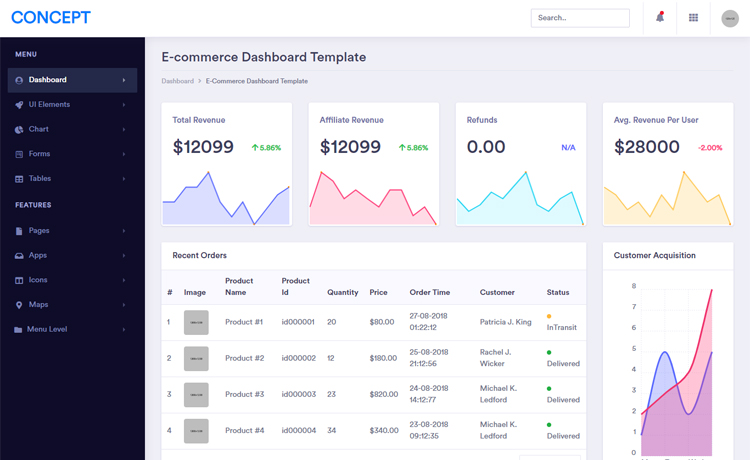 CONCEPT
Search..
MENU
Dashboard
UI Elements
Chart
Forms
Tables
FEATURES
Pages
Apps
Icons
Maps
Menu Level
E-commerce Dashboard Template
Dashboard > E-Commerce Dashboard Template
Total Revenue
$12099 5.86%
Affiliate Revenue
$12099 5.86%
Refunds
0.00 N/A
Avg. Revenue Per User
$28000 -2.00%
Recent Orders
# Image Product Name Product Id Quantity Price Order Time Customer Status
1 Product #1 id000001 20 $80.00 27-08-2018 01:22:12 Patricia J. King InTransit
2 Product #2 id000002 12 $180.00 25-08-2018 21:12:56 Rachel J. Wicker Delivered
3 Product #3 id000003 23 $820.00 24-08-2018 14:12:77 Michael K. Ledford Delivered
4 Product #4 id000004 34 $340.00 23-08-2018 09:12:35 Michael K. Ledford Delivered
Customer Acquisition
8
7
6
5
4
3
2
1
0